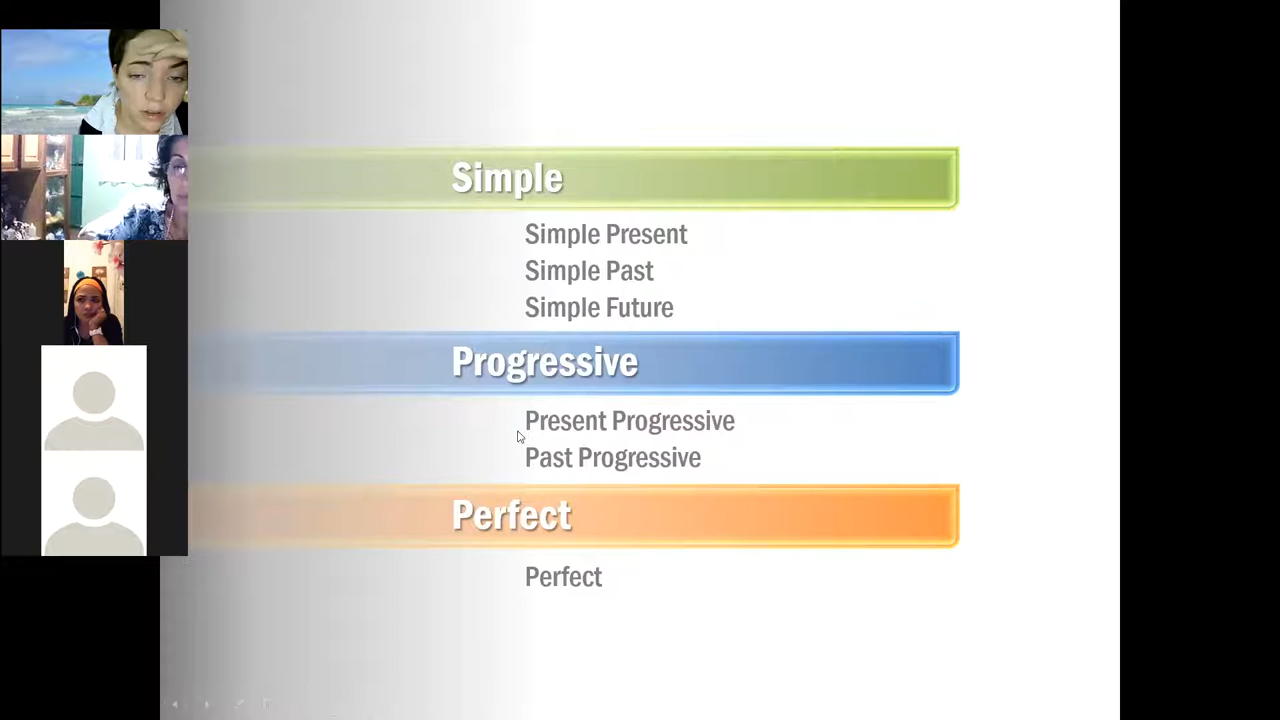 Simple
Simple Present
Simple Past
Simple Future
Progressive
Present Progressive
Past Progressive
Perfect
Perfect